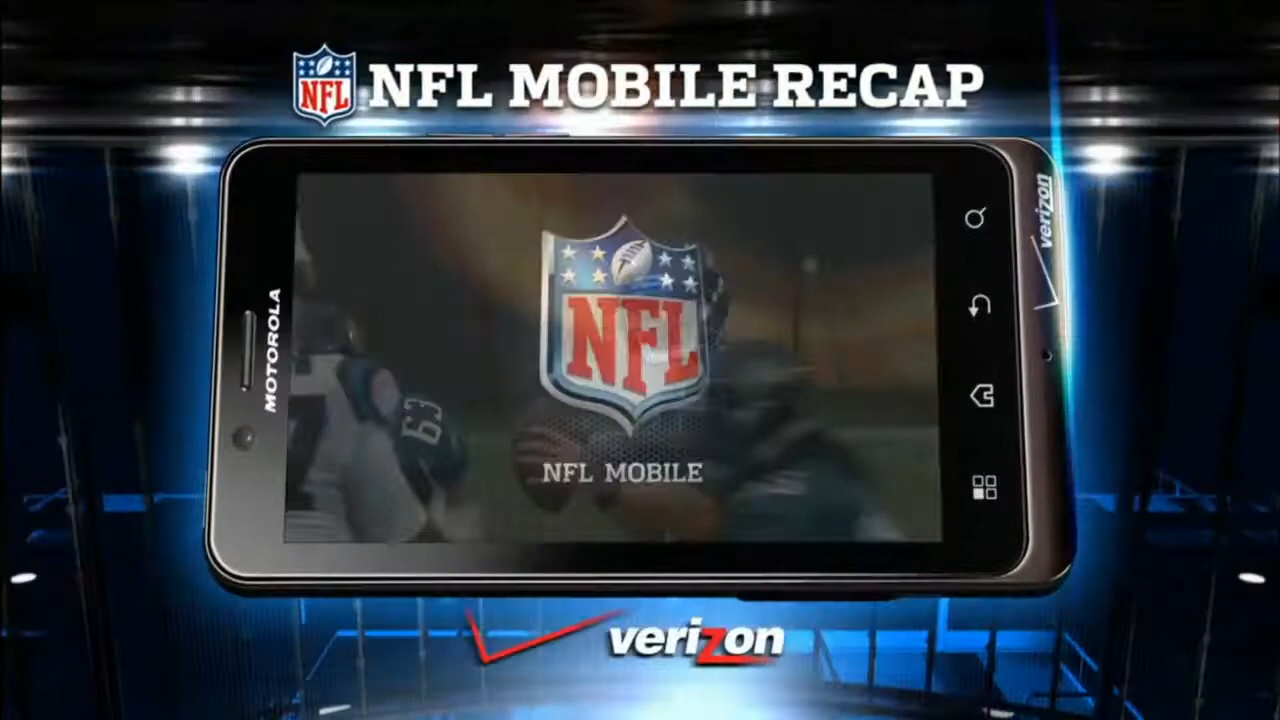 NFL
NFL MOBILE RECAP
verizon
MOTOROLA
NFL
63
NFL MOBILE
verizon